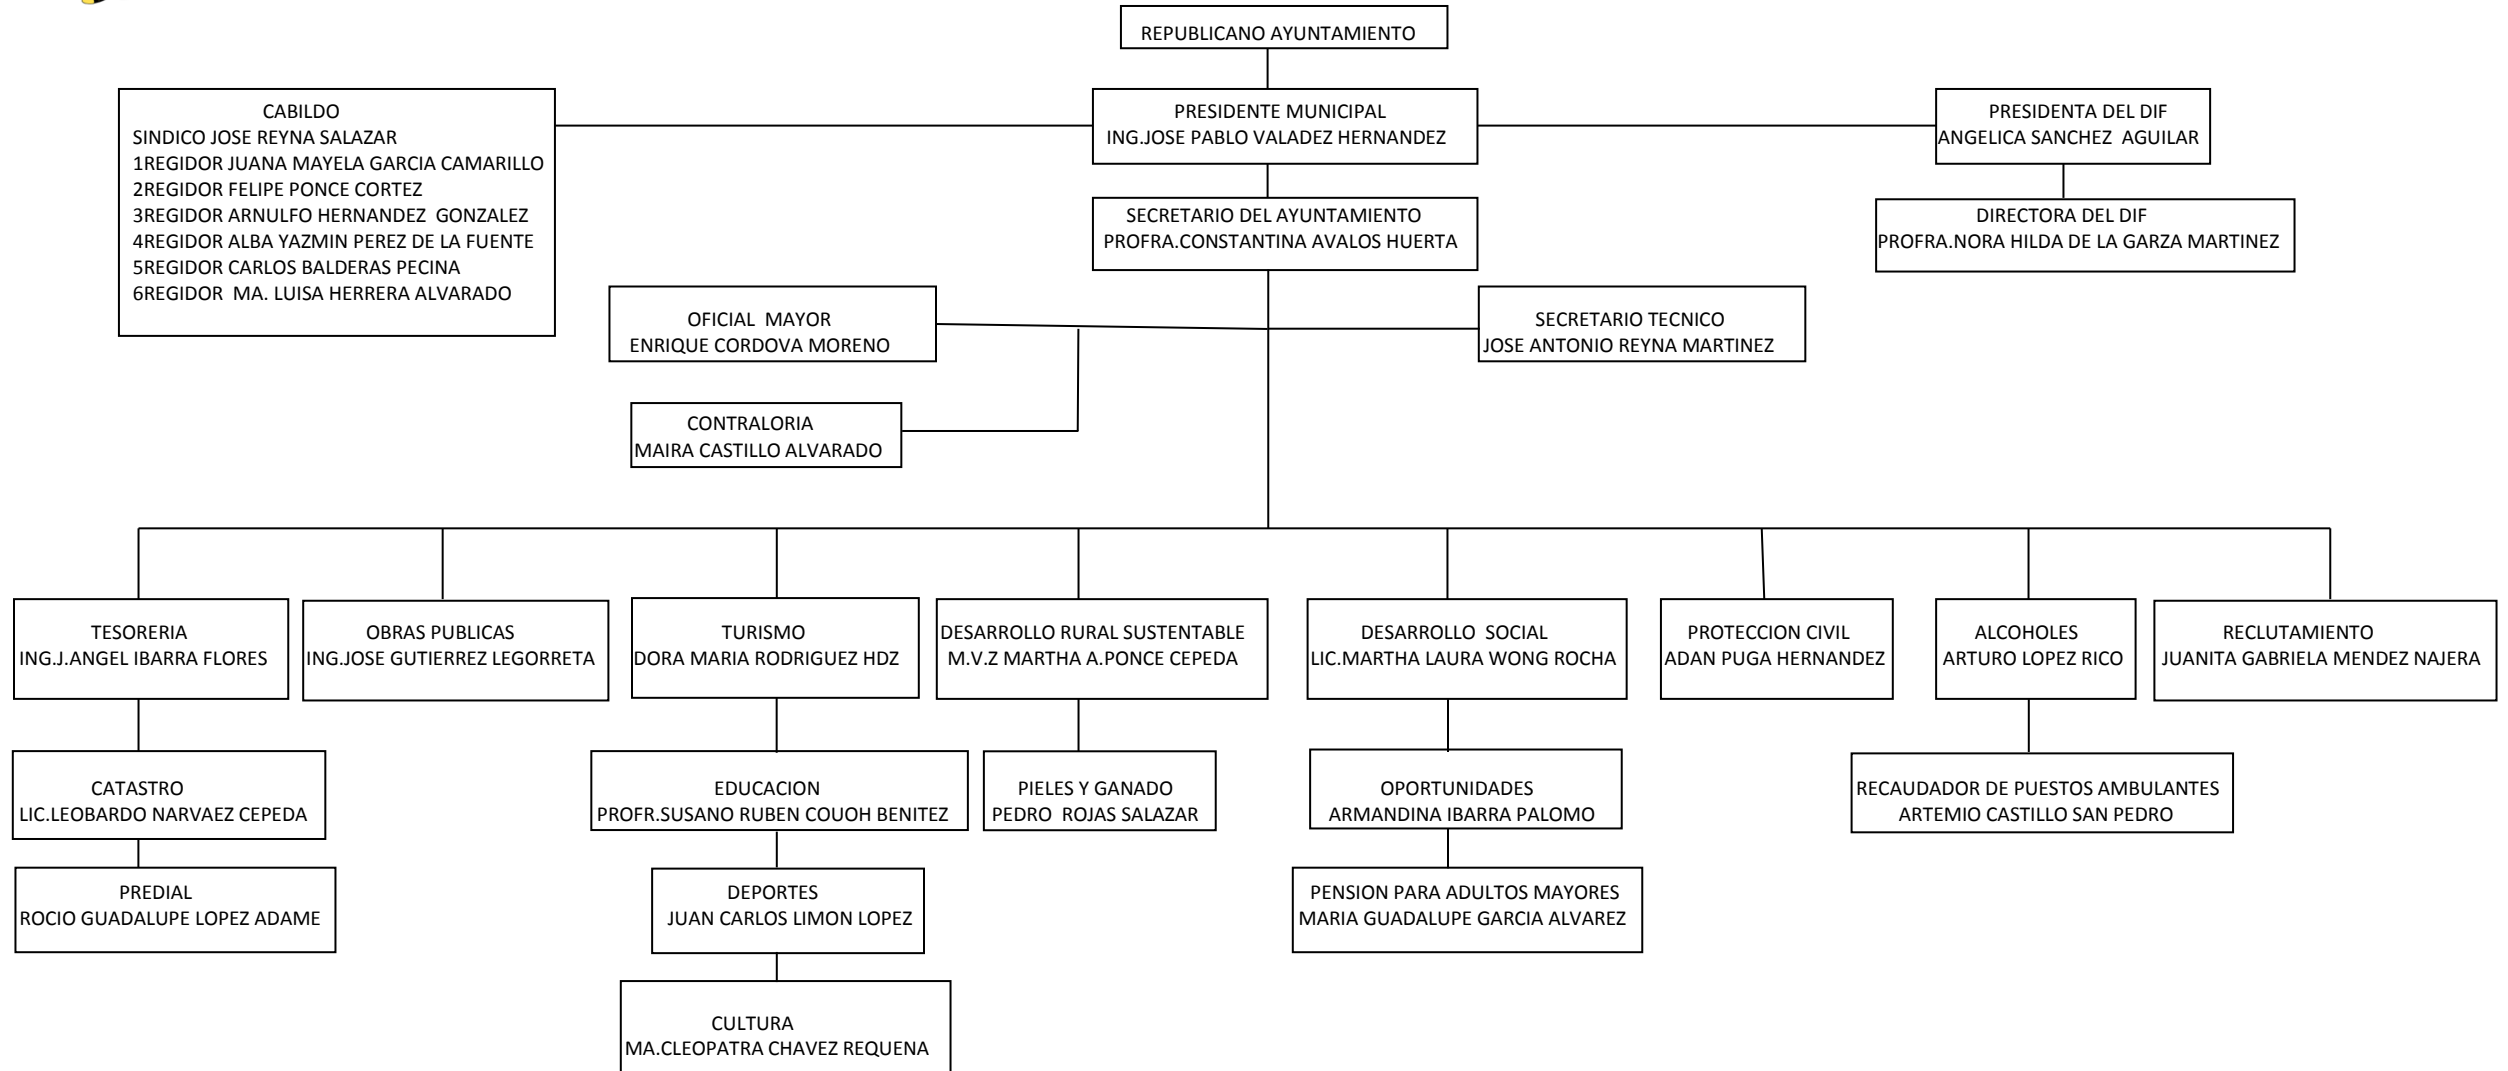 REPUBLICANO AYUNTAMIENTO
CABILDO
SINDICO JOSE REYNA SALAZAR
1REGIDOR JUANA MAYELA GARCIA CAMARILLO
2REGIDOR FELIPE PONCE CORTEZ
3REGIDOR ARNULFO HERNANDEZ  GONZALEZ
4REGIDOR ALBA YAZMIN PEREZ DE LA FUENTE
5REGIDOR CARLOS BALDERAS PECINA
6REGIDOR  MA. LUISA HERRERA ALVARADO
PRESIDENTE MUNICIPAL
ING.JOSE PABLO VALADEZ HERNANDEZ
PRESIDENTA DEL DIF
ANGELICA SANCHEZ  AGUILAR
SECRETARIO DEL AYUNTAMIENTO
PROFRA.CONSTANTINA AVALOS HUERTA
DIRECTORA DEL DIF
PROFRA.NORA HILDA DE LA GARZA MARTINEZ
OFICIAL  MAYOR
ENRIQUE CORDOVA MORENO
SECRETARIO TECNICO
JOSE ANTONIO REYNA MARTINEZ
CONTRALORIA
MAIRA CASTILLO ALVARADO
TESORERIA
ING.J.ANGEL IBARRA FLORES
OBRAS PUBLICAS
ING.JOSE GUTIERREZ LEGORRETA
TURISMO
DORA MARIA RODRIGUEZ HDZ
DESARROLLO RURAL SUSTENTABLE
M.V.Z MARTHA A.PONCE CEPEDA
DESARROLLO  SOCIAL
LIC.MARTHA LAURA WONG ROCHA
PROTECCION CIVIL
ADAN PUGA HERNANDEZ
ALCOHOLES
ARTURO LOPEZ RICO
RECLUTAMIENTO
JUANITA GABRIELA MENDEZ NAJERA
CATASTRO
LIC.LEOBARDO NARVAEZ CEPEDA
EDUCACION
PROFR.SUSANO RUBEN COUOH BENITEZ
PIELES Y GANADO
PEDRO  ROJAS SALAZAR
OPORTUNIDADES
ARMANDINA IBARRA PALOMO
RECAUDADOR DE PUESTOS AMBULANTES
ARTEMIO CASTILLO SAN PEDRO
PREDIAL
ROCIO GUADALUPE LOPEZ ADAME
DEPORTES
JUAN CARLOS LIMON LOPEZ
PENSION PARA ADULTOS MAYORES
MARIA GUADALUPE GARCIA ALVAREZ
CULTURA
MA.CLEOPATRA CHAVEZ REQUENA